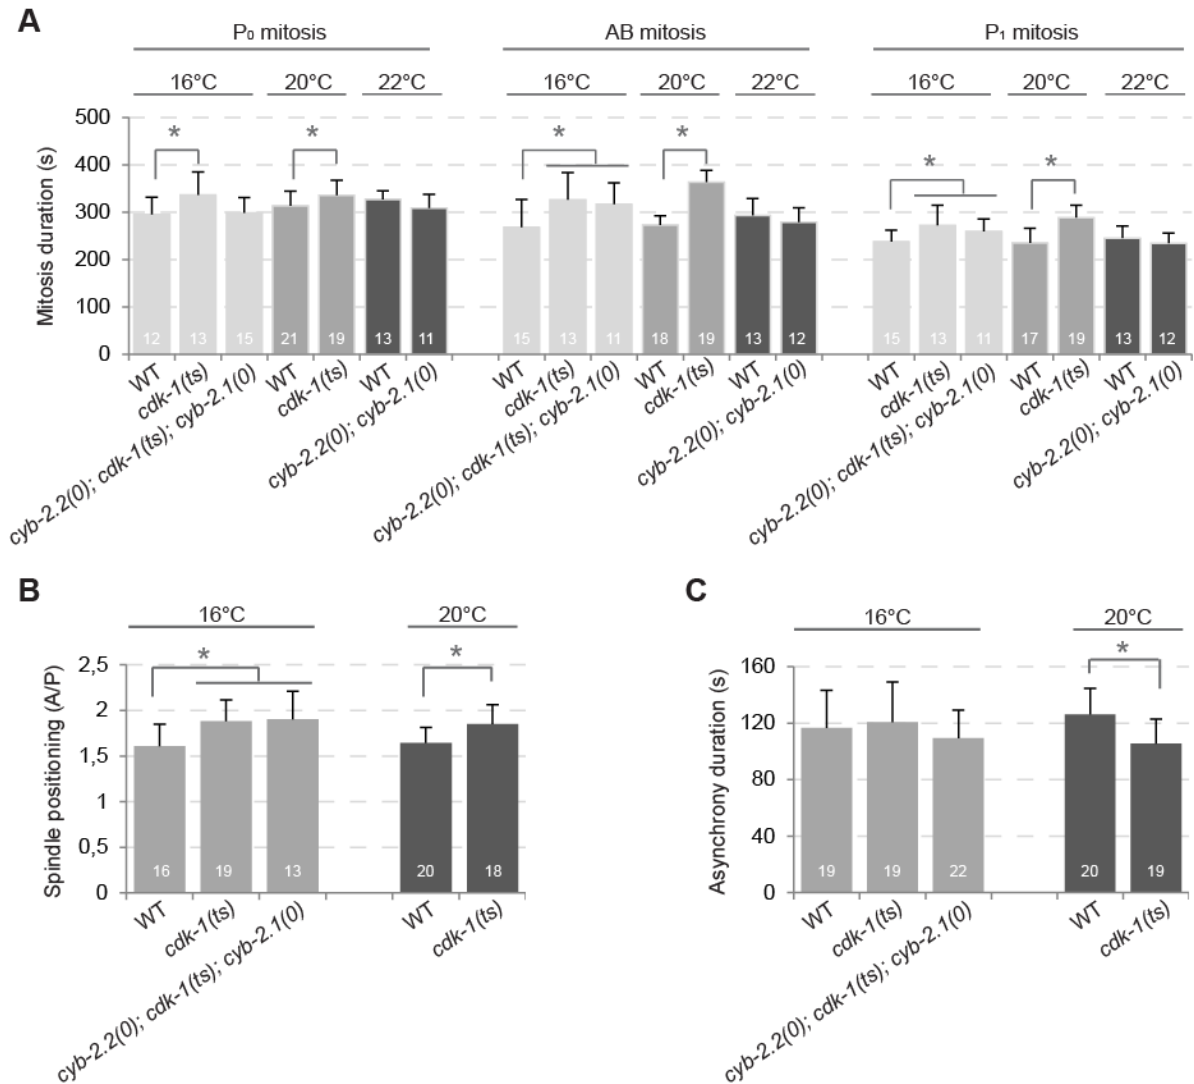 A
P₀ mitosis AB mitosis P₁ mitosis
16°C 20°C 22°C 16°C 20°C 22°C 16°C 20°C 22°C
Mitosis duration (s)
500
400
300
200
100
0
* * * * * *
12 13 15 21 19 13 11 15 13 11 18 19 13 12 15 13 11 17 19 13 12
WT cdk-1(ts) cyb-2.2(0); cdk-1(ts); cyb-2.1(0) WT cdk-1(ts) WT cyb-2.2(0); cyb-2.1(0)
WT cdk-1(ts) cyb-2.2(0); cdk-1(ts); cyb-2.1(0) WT cdk-1(ts) WT cyb-2.2(0); cyb-2.1(0)
WT cdk-1(ts) cyb-2.2(0); cdk-1(ts); cyb-2.1(0) WT cdk-1(ts) WT cyb-2.2(0); cyb-2.1(0)
B
16°C 20°C
Spindle positioning (A/P)
2,5
2
1,5
1
0,5
0
* *
16 19 13 20 18
WT cdk-1(ts) cyb-2.2(0); cdk-1(ts); cyb-2.1(0) WT cdk-1(ts)
C
16°C 20°C
Asynchrony duration (s)
160
120
80
40
0
*
19 19 22 20 19
WT cdk-1(ts) cyb-2.2(0); cdk-1(ts); cyb-2.1(0) WT cdk-1(ts)